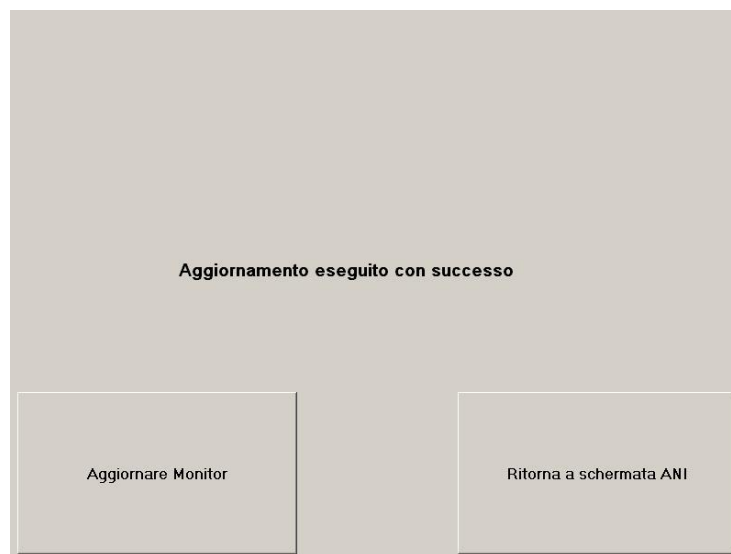 Aggiornamento eseguito con successo
Aggiornare Monitor
Ritorna a schermata ANI